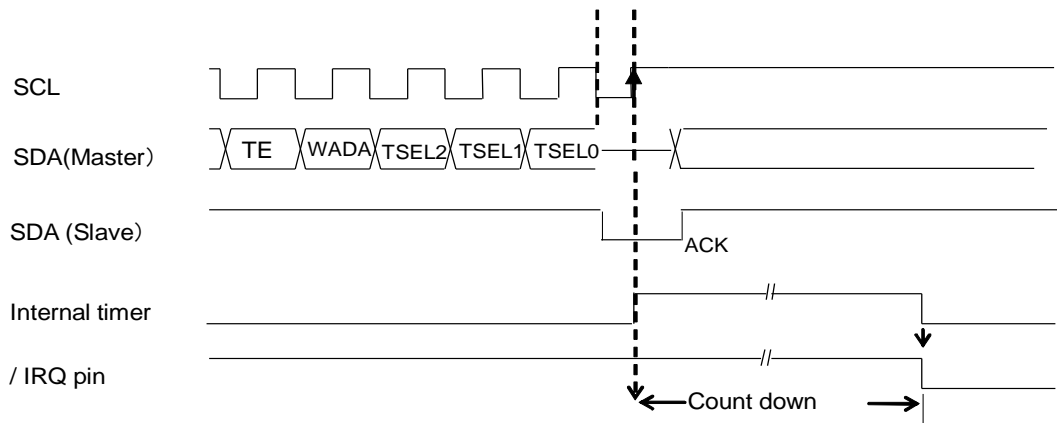 SCL
SDA(Master）
TE WADA TSEL2 TSEL1 TSEL0
SDA (Slave）
ACK
Internal timer
//
/ IRQ pin
//
Count down